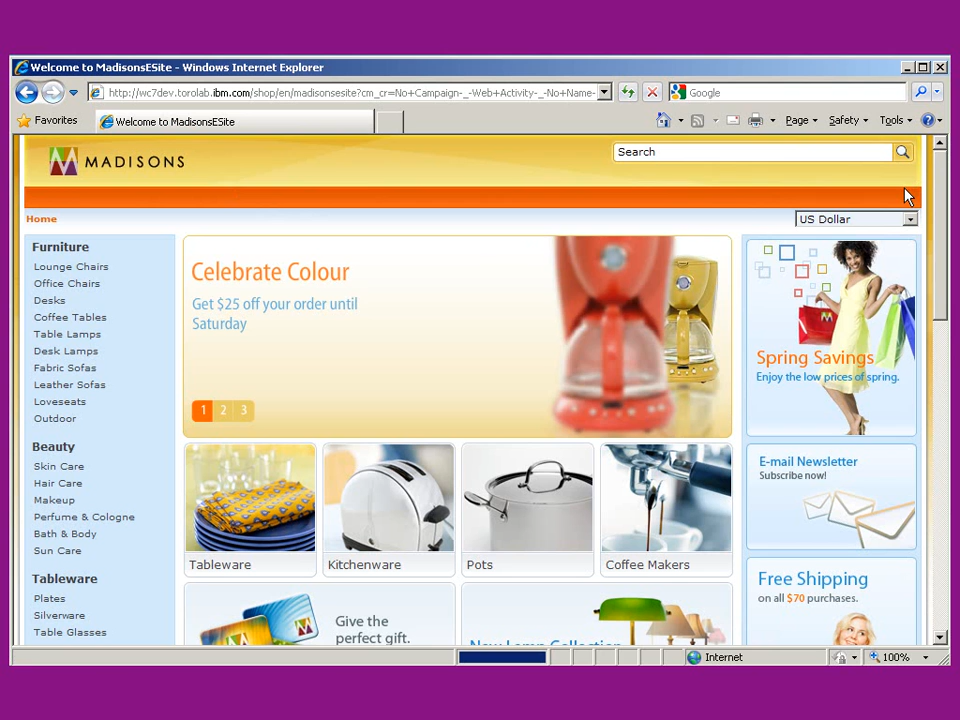 Welcome to MadisonsESite - Windows Internet Explorer
http://wc7dev.torolab.ibm.com/shop/en/madisonsesite?cm_cr=No+Campaign-_-Web+Activity-_-No+Name-
Google
Favorites
Welcome to MadisonsESite
Page
Safety
Tools
MADISONS
Search
Home
US Dollar
Furniture
Lounge Chairs
Office Chairs
Desks
Coffee Tables
Table Lamps
Desk Lamps
Fabric Sofas
Leather Sofas
Loveseats
Outdoor
Beauty
Skin Care
Hair Care
Makeup
Perfume & Cologne
Bath & Body
Sun Care
Tableware
Plates
Silverware
Table Glasses
Celebrate Colour
Get $25 off your order until
Saturday
1 2 3
Tableware
Kitchenware
Pots
Coffee Makers
Give the
perfect gift.
New Lamp Collection
Spring Savings
Enjoy the low prices of spring.
E-mail Newsletter
Subscribe now!
Free Shipping
on all $70 purchases.
Internet
100%